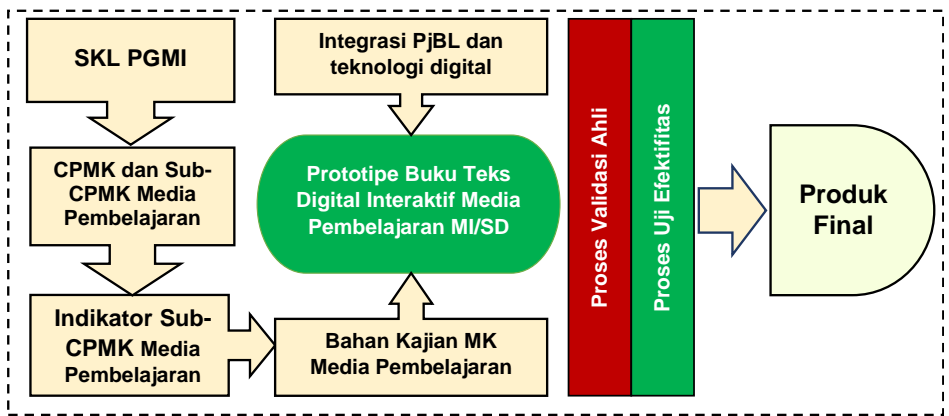 SKL PGMI
CPMK dan Sub-
CPMK Media
Pembelajaran
Indikator Sub-
CPMK Media
Pembelajaran
Integrasi PjBL dan
teknologi digital
Prototipe Buku Teks
Digital Interaktif Media
Pembelajaran MI/SD
Bahan Kajian MK
Media Pembelajaran
Proses Validasi Ahli
Proses Uji Efektifitas
Produk
Final